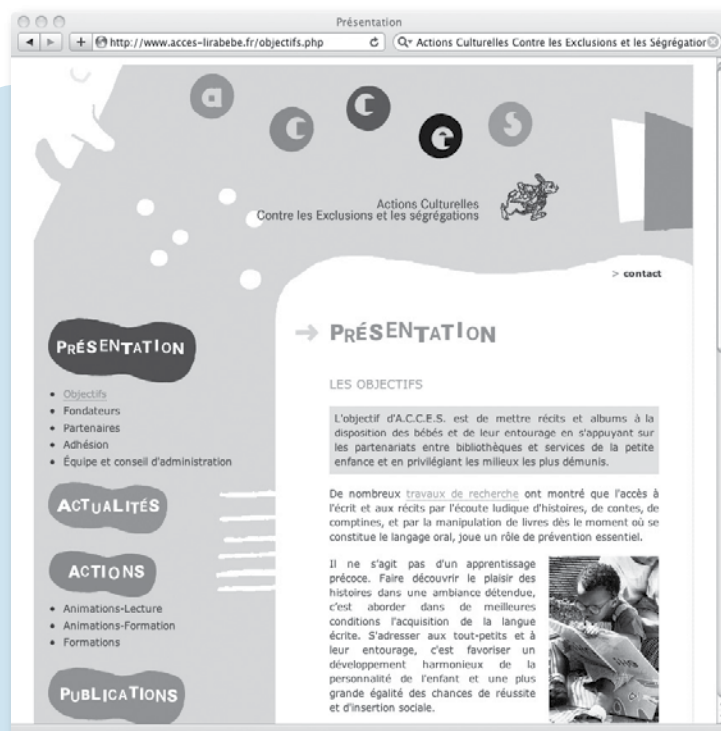 Présentation
http://www.acces-lirabebe.fr/objectifs.php
Actions Culturelles Contre les Exclusions et les Ségrégation
a c c e s
Actions Culturelles
Contre les Exclusions et les ségrégations
> contact
PRÉSENTATION
• Objectifs
• Fondateurs
• Partenaires
• Adhésion
• Équipe et conseil d'administration
ACTUALITÉS
ACTIONS
• Animations-Lecture
• Animations-Formation
• Formations
PUBLICATIONS
PRÉSENTATION
LES OBJECTIFS
L'objectif d'A.C.C.E.S. est de mettre récits et albums à la
disposition des bébés et de leur entourage en s'appuyant sur
les partenariats entre bibliothèques et services de la petite
enfance et en privilégiant les milieux les plus démunis.
De nombreux travaux de recherche ont montré que l'accès à
l'écrit et aux récits par l'écoute ludique d'histoires, de contes, de
comptines, et par la manipulation de livres dès le moment où se
constitue le langage oral, joue un rôle de prévention essentiel.
Il ne s'agit pas d'un apprentissage
précoce. Faire découvrir le plaisir des
histoires dans une ambiance détendue,
c'est aborder dans de meilleures
conditions l'acquisition de la langue
écrite. S'adresser aux tout-petits et à
leur entourage, c'est favoriser un
développement harmonieux de la
personnalité de l'enfant et une plus
grande égalité des chances de réussite
et d'insertion sociale.